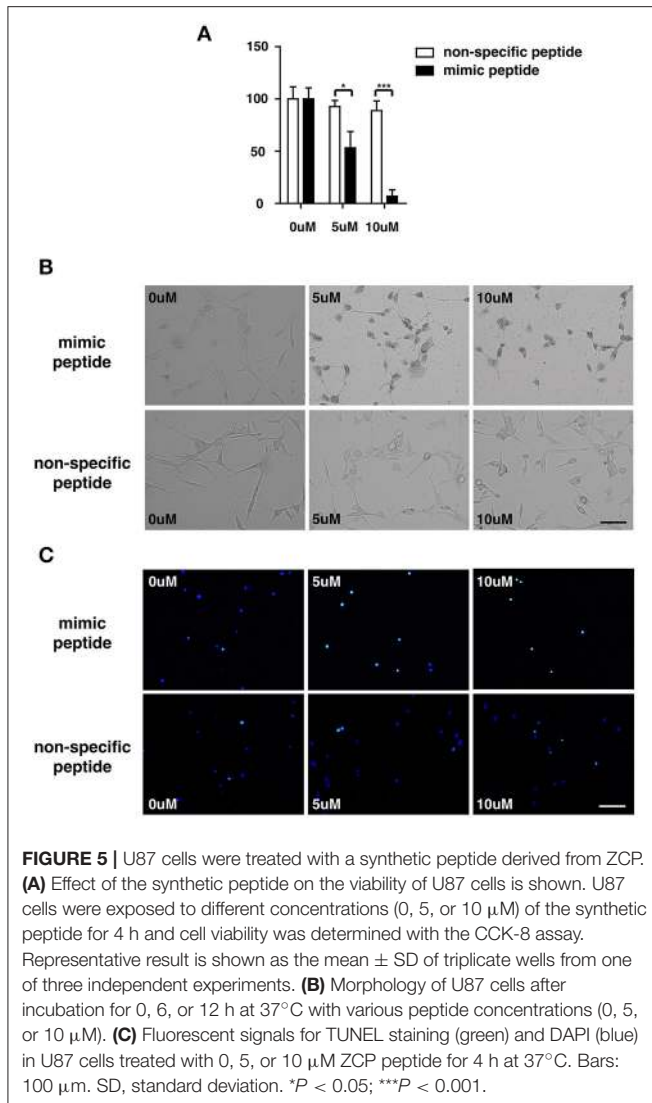 A
150
100
50
0
* ***
0uM 5uM 10uM
non-specific peptide
mimic peptide
B
mimic
peptide
0uM 5uM 10uM
non-specific
peptide
0uM 5uM 10uM
C
mimic
peptide
0uM 5uM 10uM
non-specific
peptide
0uM 5uM 10uM
FIGURE 5 | U87 cells were treated with a synthetic peptide derived from ZCP.
(A) Effect of the synthetic peptide on the viability of U87 cells is shown. U87
cells were exposed to different concentrations (0, 5, or 10 μM) of the synthetic
peptide for 4 h and cell viability was determined with the CCK-8 assay.
Representative result is shown as the mean ± SD of triplicate wells from one
of three independent experiments. (B) Morphology of U87 cells after
incubation for 0, 6, or 12 h at 37°C with various peptide concentrations (0, 5,
or 10 μM). (C) Fluorescent signals for TUNEL staining (green) and DAPI (blue)
in U87 cells treated with 0, 5, or 10 μM ZCP peptide for 4 h at 37°C. Bars:
100 μm. SD, standard deviation. *P < 0.05; ***P < 0.001.